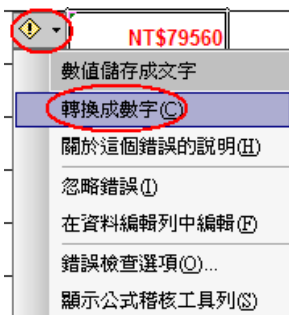 NT$79560
數值儲存成文字
轉換成數字(C)
關於這個錯誤的說明(H)
忽略錯誤(I)
在資料編輯列中編輯(F)
錯誤檢查選項(O)...
顯示公式稽核工具列(S)